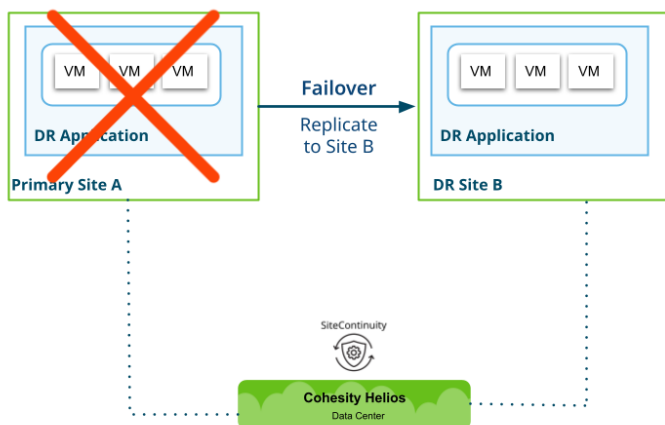 VM VM VM
DR Application
Primary Site A
Failover
Replicate
to Site B
VM VM VM
DR Application
DR Site B
SiteContinuity
Cohesity Helios
Data Center